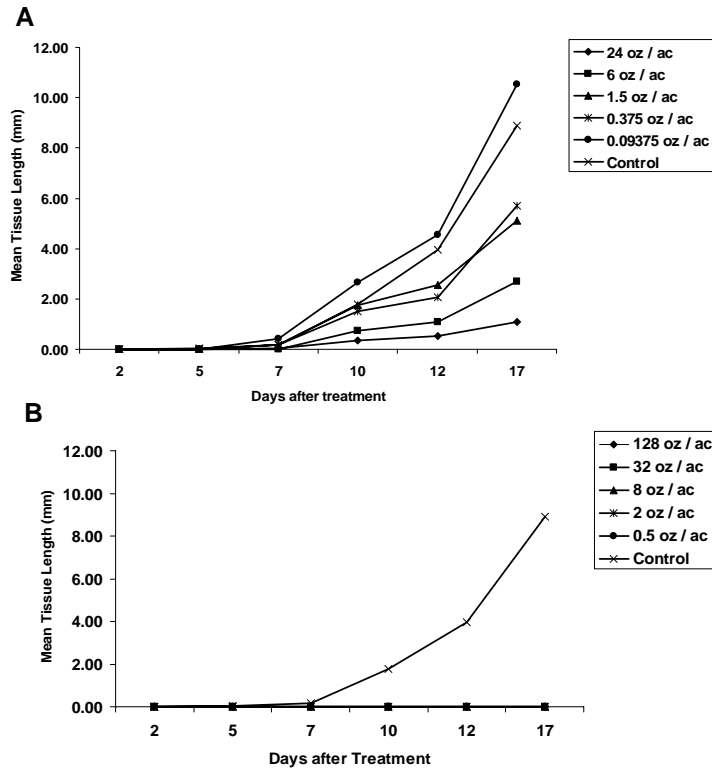 A
12.00
10.00
8.00
6.00
4.00
2.00
0.00
Mean Tissue Length (mm)
2 5 7 10 12 17
Days after treatment
24 oz / ac
6 oz / ac
1.5 oz / ac
0.375 oz / ac
0.09375 oz / ac
Control
B
12.00
10.00
8.00
6.00
4.00
2.00
0.00
Mean Tissue Length (mm)
2 5 7 10 12 17
Days after Treatment
128 oz / ac
32 oz / ac
8 oz / ac
2 oz / ac
0.5 oz / ac
Control